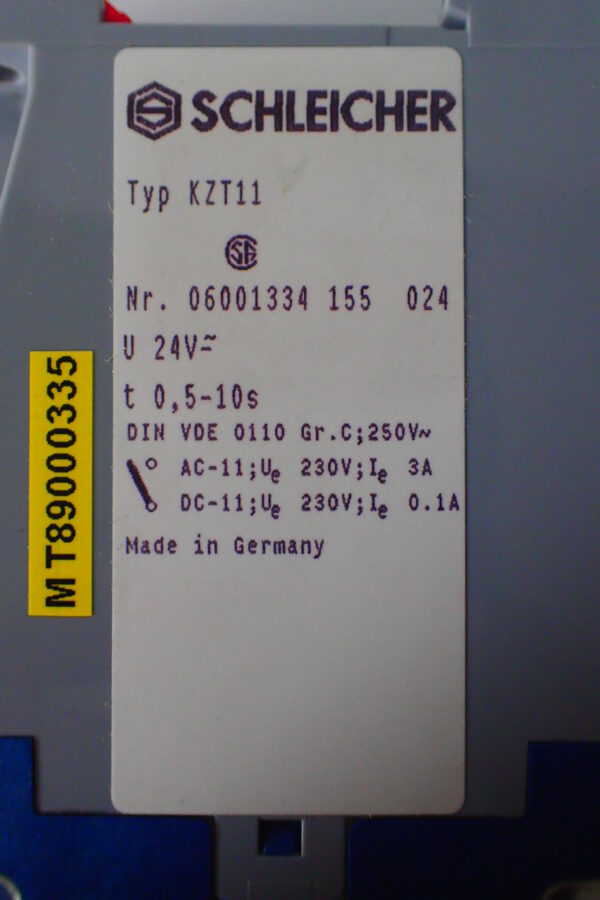 SCHLEICHER
Typ KZT11
Nr. 06001334 155 024
U 24V≂
t 0,5-10s
DIN VDE 0110 Gr.C;250V~
AC-11;Ue 230V;Ie 3A
DC-11;Ue 230V;Ie 0.1A
Made in Germany
MT89000335